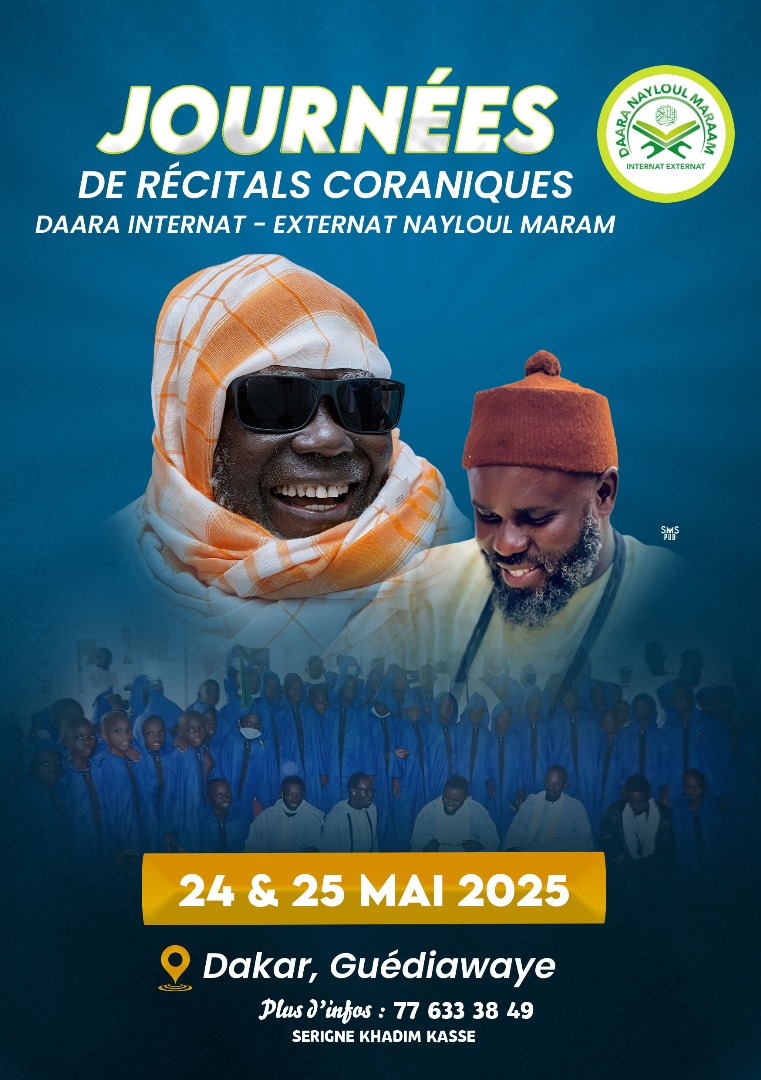 JOURNÉES
DE RÉCITALS CORANIQUES
DAARA INTERNAT - EXTERNAT NAYLOUL MARAM
DAARA NAYLOUL MARAAM
INTERNAT EXTERNAT
SMS
PUB
24 & 25 MAI 2025
Dakar, Guédiawaye
Plus d'infos : 77 633 38 49
SERIGNE KHADIM KASSE